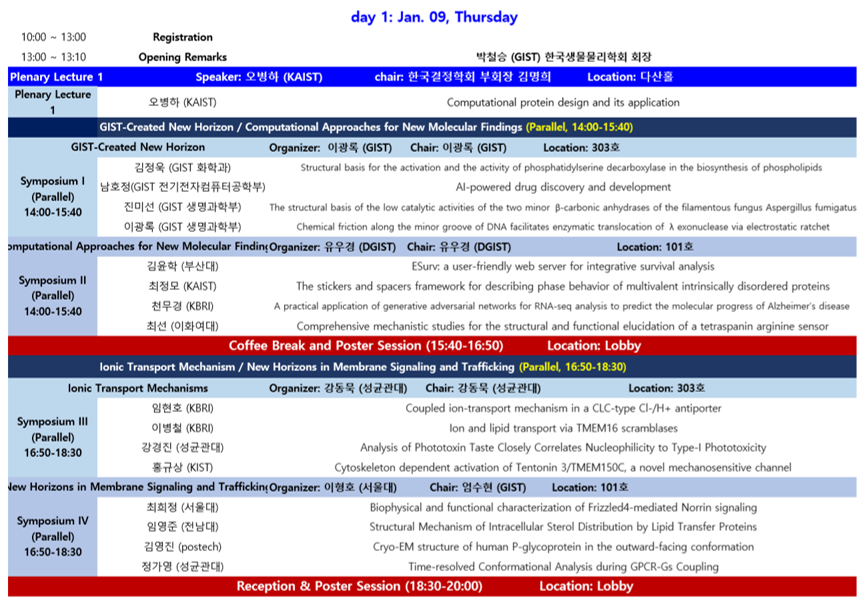 day 1: Jan. 09, Thursday
10:00 ~ 13:00 Registration
13:00 ~ 13:10 Opening Remarks 박철승 (GIST) 한국생물물리학회 회장
Plenary Lecture 1 Speaker: 오병하 (KAIST) chair: 한국결정학회 부회장 김명희 Location: 다산홀
Plenary Lecture 1 오병하 (KAIST) Computational protein design and its application
GIST-Created New Horizon / Computational Approaches for New Molecular Findings (Parallel, 14:00-15:40)
GIST-Created New Horizon Organizer: 이광록 (GIST) Chair: 이광록 (GIST) Location: 303호
Symposium I (Parallel) 14:00-15:40
김정욱 (GIST 화학과) Structural basis for the activation and the activity of phosphatidylserine decarboxylase in the biosynthesis of phospholipids
남호정(GIST 전기전자컴퓨터공학부) AI-powered drug discovery and development
진미선 (GIST 생명과학부) The structural basis of the low catalytic activities of the two minor β-carbonic anhydrases of the filamentous fungus Aspergillus fumigatus
이광록 (GIST 생명과학부) Chemical friction along the minor groove of DNA facilitates enzymatic translocation of λ exonuclease via electrostatic ratchet
omputational Approaches for New Molecular Findin Organizer: 유우경 (DGIST) Chair: 유우경 (DGIST) Location: 101호
Symposium II (Parallel) 14:00-15:40
김윤학 (부산대) ESurv: a user-friendly web server for integrative survival analysis
최정모 (KAIST) The stickers and spacers framework for describing phase behavior of multivalent intrinsically disordered proteins
천무경 (KBRI) A practical application of generative adversarial networks for RNA-seq analysis to predict the molecular progress of Alzheimer's disease
최선 (이화여대) Comprehensive mechanistic studies for the structural and functional elucidation of a tetraspanin arginine sensor
Coffee Break and Poster Session (15:40-16:50) Location: Lobby
Ionic Transport Mechanism / New Horizons in Membrane Signaling and Trafficking (Parallel, 16:50-18:30)
Ionic Transport Mechanisms Organizer: 강동묵 (성균관대) Chair: 강동묵 (성균관대) Location: 303호
Symposium III (Parallel) 16:50-18:30
임현호 (KBRI) Coupled ion-transport mechanism in a CLC-type Cl-/H+ antiporter
이병철 (KBRI) Ion and lipid transport via TMEM16 scramblases
강경진 (성균관대) Analysis of Phototoxin Taste Closely Correlates Nucleophilicity to Type-I Phototoxicity
홍규상 (KIST) Cytoskeleton dependent activation of Tentonin 3/TMEM150C, a novel mechanosensitive channel
New Horizons in Membrane Signaling and Traffickin Organizer: 이형호 (서울대) Chair: 엄수현 (GIST) Location: 101호
Symposium IV (Parallel) 16:50-18:30
최희정 (서울대) Biophysical and functional characterization of Frizzled4-mediated Norrin signaling
임영준 (전남대) Structural Mechanism of Intracellular Sterol Distribution by Lipid Transfer Proteins
김영진 (postech) Cryo-EM structure of human P-glycoprotein in the outward-facing conformation
정가영 (성균관대) Time-resolved Conformational Analysis during GPCR-Gs Coupling
Reception & Poster Session (18:30-20:00) Location: Lobby